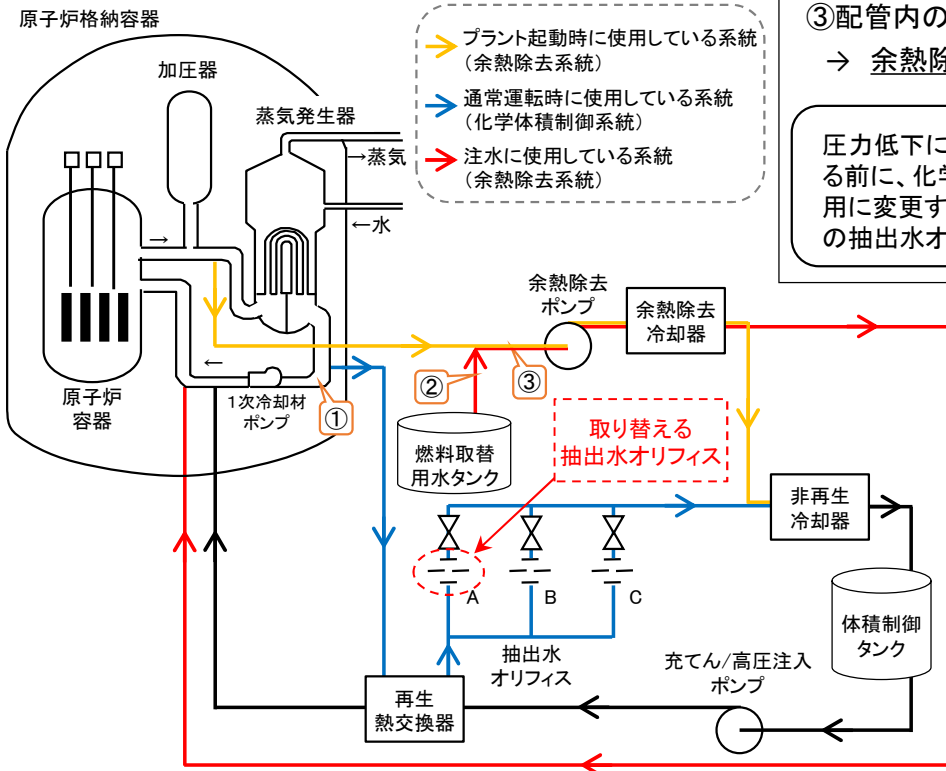 原子炉格納容器
加圧器
蒸気発生器
→蒸気
←水
→
←
原子炉
容器
1次冷却材
ポンプ
①
プラント起動時に使用している系統
(余熱除去系統)
通常運転時に使用している系統
(化学体積制御系統)
注水に使用している系統
(余熱除去系統)
③配管内の
→ 余熱除
圧力低下に
る前に、化学
用に変更す
の抽出水オ
余熱除去
ポンプ
余熱除去
冷却器
②
③
燃料取替
用水タンク
取り替える
抽出水オリフィス
非再生
冷却器
A
B
C
抽出水
オリフィス
体積制御
タンク
充てん/高圧注入
ポンプ
再生
熱交換器